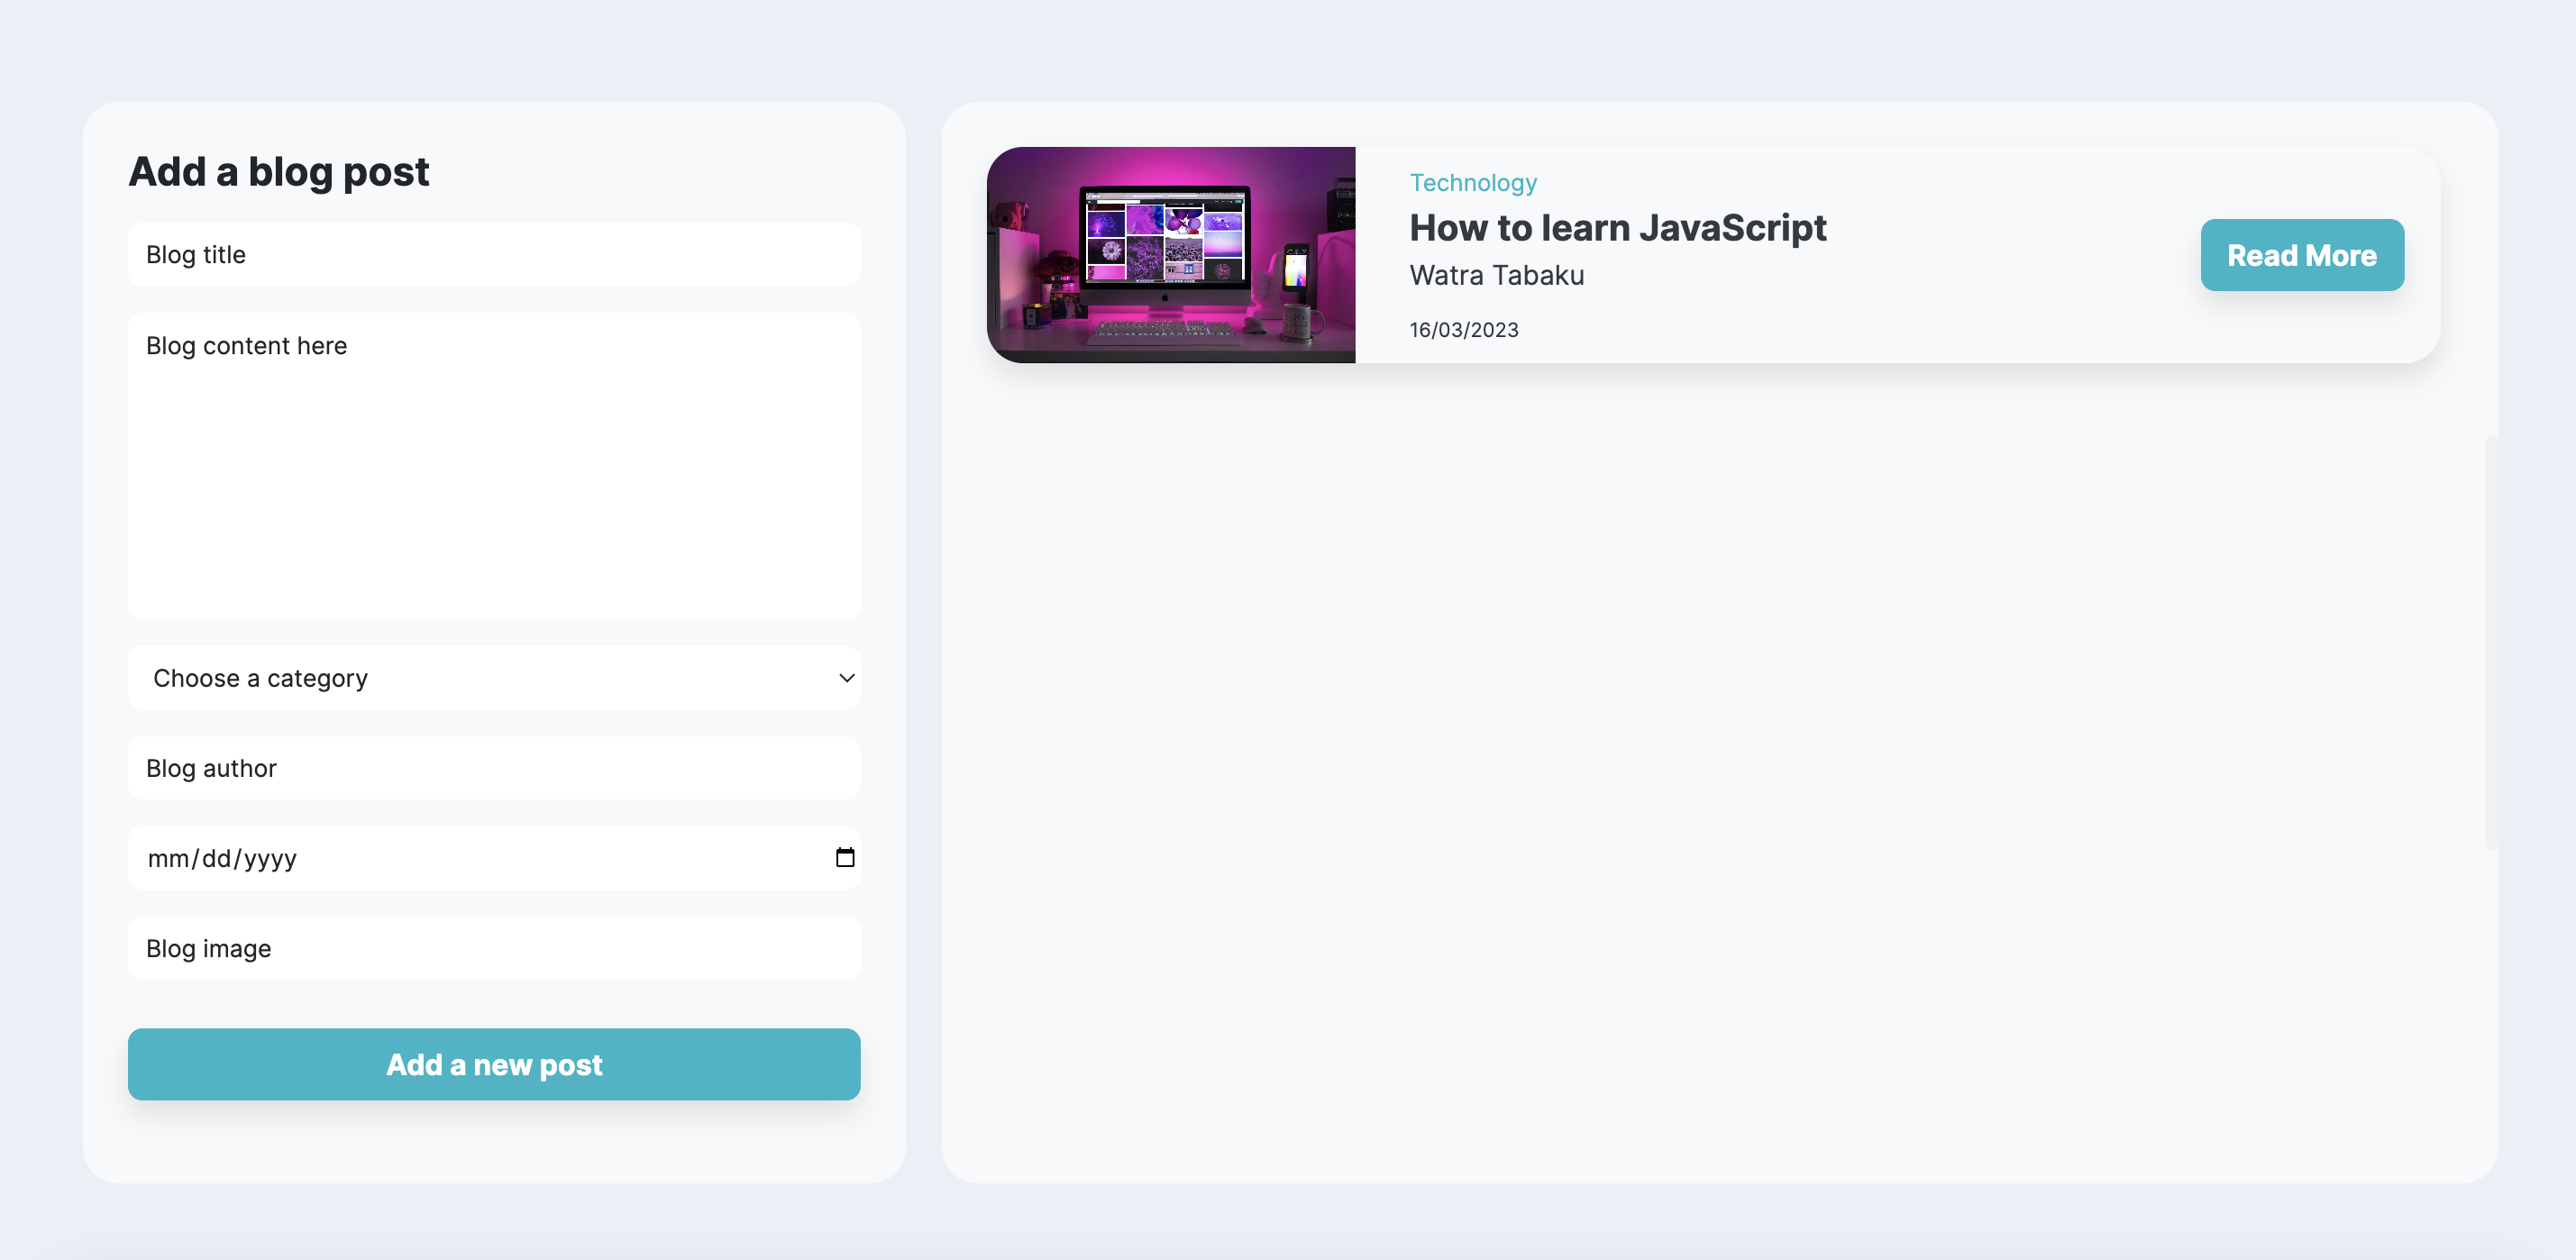 Add a blog post
Blog title
Blog content here
Choose a category
Blog author
mm/dd/yyyy
Blog image
Add a new post
Technology
How to learn JavaScript
Watra Tabaku
16/03/2023
Read More